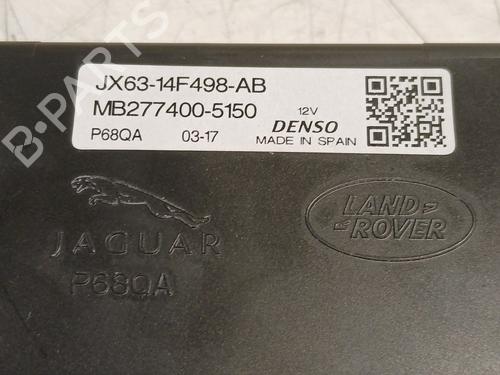 JX63-14F498-AB
MB277400-5150
12V
P68QA 03-17 DENSO
MADE IN SPAIN
JAGUAR
LAND
ROVER
P68QA
B-PARTS